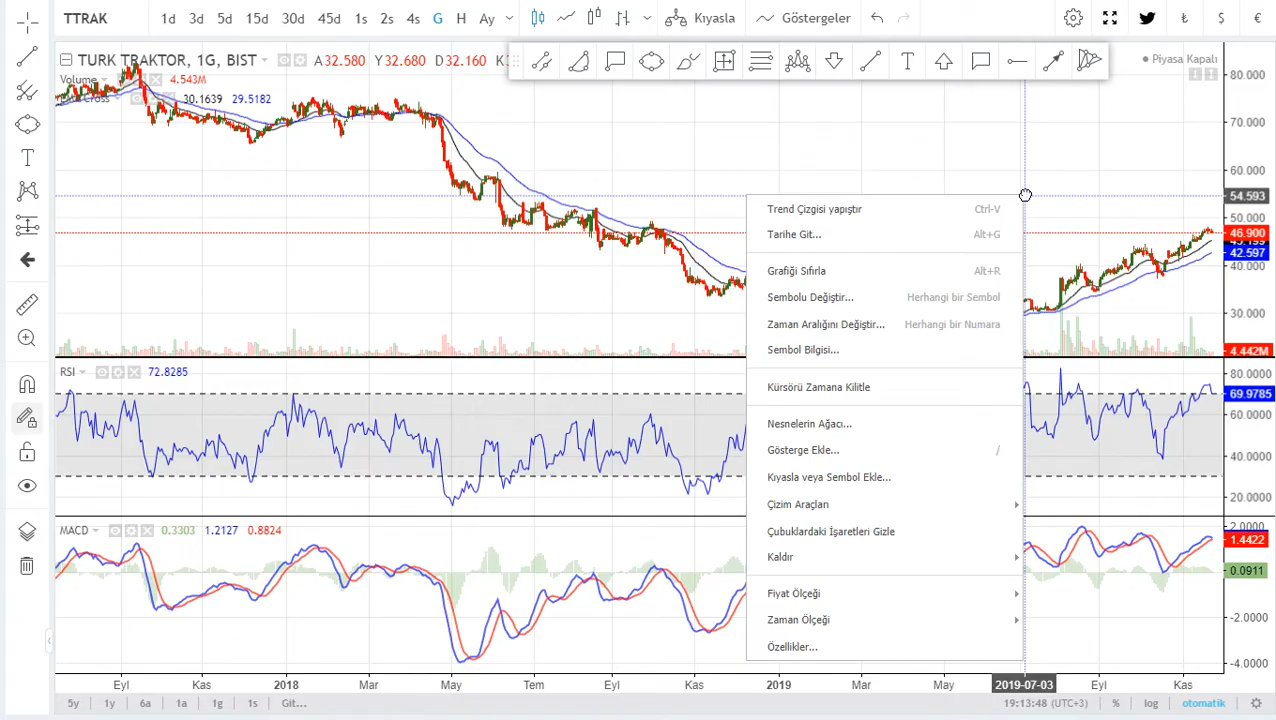 TTRAK 1d 3d 5d 15d 30d 45d 1s 2s 4s G H Ay Kıyasla Göstergeler ₺ $ €
TURK TRAKTOR, 1G, BIST A 32.580 Y 32.680 D 32.160 K
Piyasa Kapalı
Volume 4.543M
Cross 30.1639 29.5182
80.000
70.000
60.000
54.593
50.000
46.900
42.597
40.000
30.000
4.442M
Trend Çizgisi yapıştır Ctrl-V
Tarihe Git... Alt+G
Grafiği Sıfırla Alt+R
Sembolu Değiştir... Herhangi bir Sembol
Zaman Aralığını Değiştir... Herhangi bir Numara
Sembol Bilgisi...
Kürsörü Zamana Kilitle
Nesnelerin Ağacı...
Gösterge Ekle... /
Kıyasla veya Sembol Ekle...
Çizim Araçları
Çubuklardaki İşaretleri Gizle
Kaldır
Fiyat Ölçeği
Zaman Ölçeği
Özellikler...
RSI 72.8285
80.0000
69.9785
60.0000
40.0000
20.0000
MACD 0.3303 1.2127 0.8824
2.0000
1.4422
0.0911
-2.0000
-4.0000
Eyl Kas 2018 Mar May Tem Eyl Kas 2019 Mar May 2019-07-03 Eyl Kas
5y 1y 6a 1a 1g 1s Git... 19:13:48 (UTC+3) % log otomatik